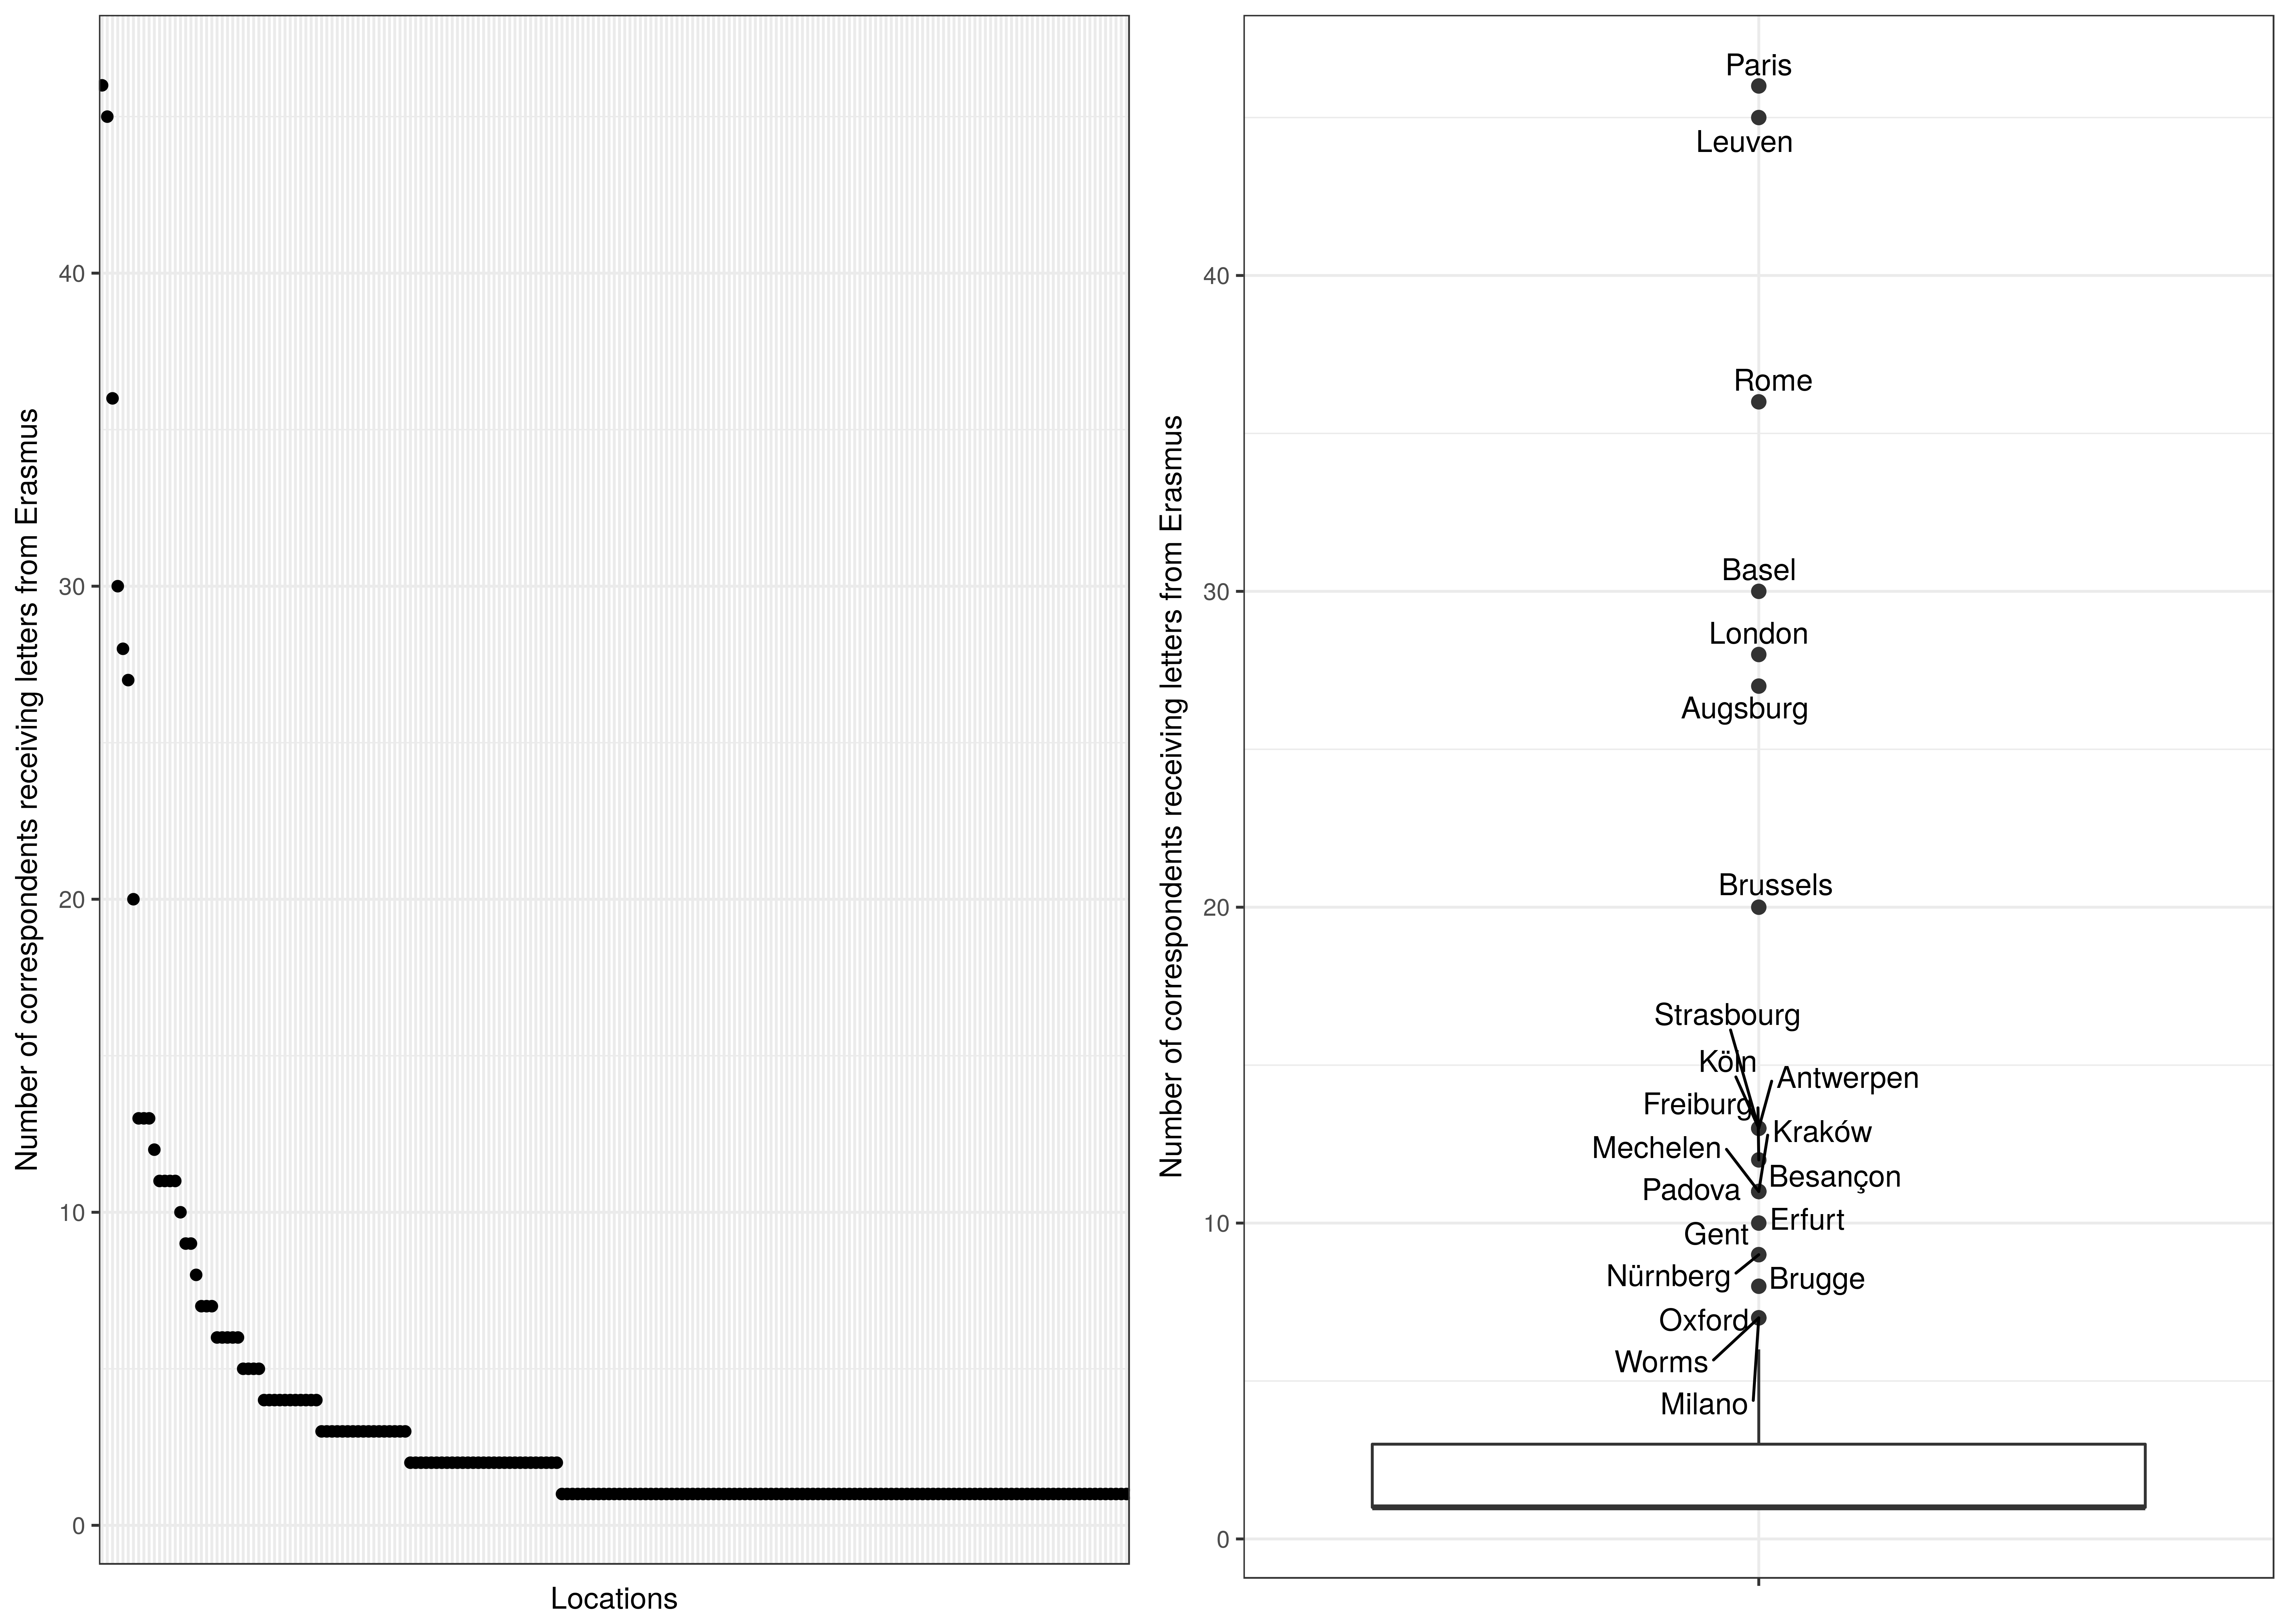 Number of correspondents receiving letters from Erasmus
40
30
20
10
0
Locations
Number of correspondents receiving letters from Erasmus
40
30
20
10
0
Paris
Leuven
Rome
Basel
London
Augsburg
Brussels
Strasbourg
Köln
Antwerpen
Freiburg
Kraków
Mechelen
Besançon
Padova
Erfurt
Gent
Nürnberg
Brugge
Oxford
Worms
Milano